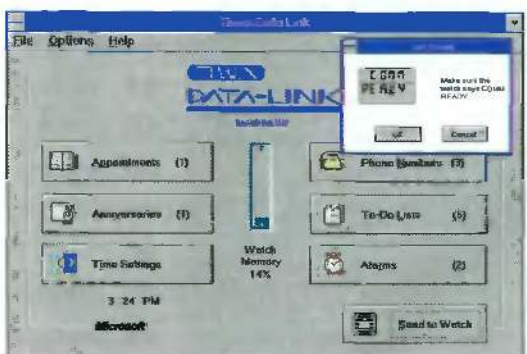 Timex Data Link
File Options Help
TIMEX
DATA-LINK
COMM
READY
Make sure the
watch says COMM
READY
OK
Cancel
Appointments (1)
Phone Numbers (3)
Anniversaries (1)
To-Do Lists (5)
Time Settings
Watch
Memory
14%
Alarms (2)
3:24 PM
Microsoft
Send to Watch